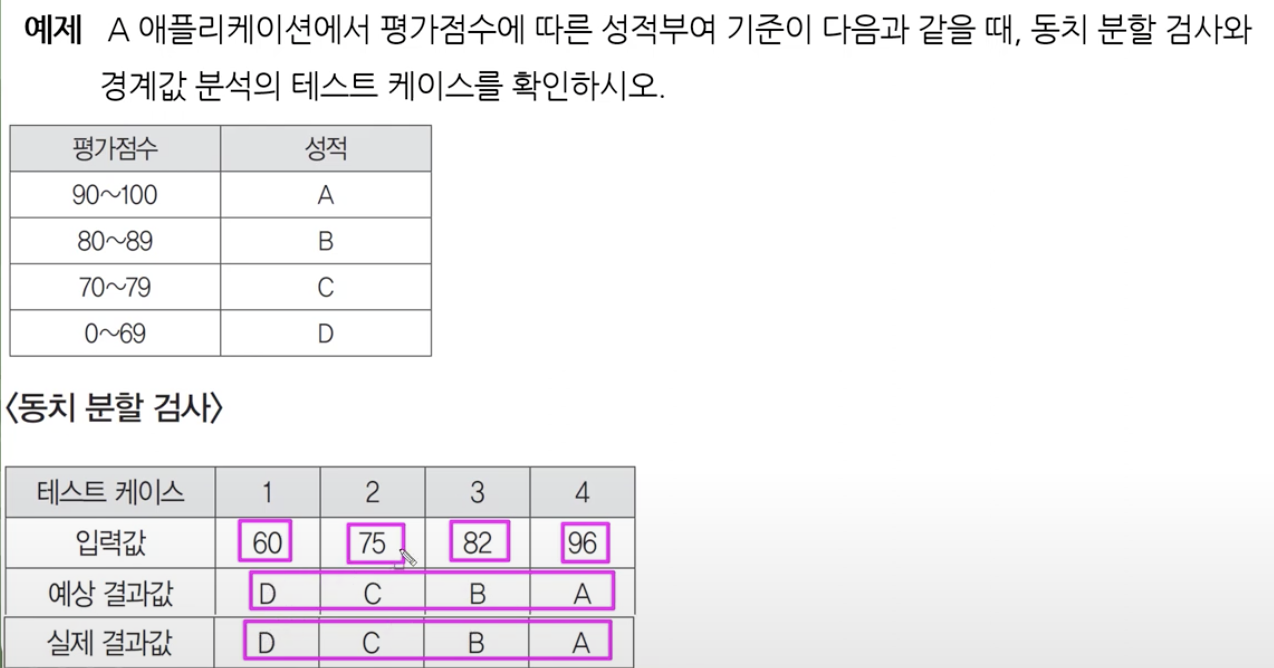 예제 A 애플리케이션에서 평가점수에 따른 성적부여 기준이 다음과 같을 때, 동치 분할 검사와
경계값 분석의 테스트 케이스를 확인하시오.
평가점수 성적
90~100 A
80~89 B
70~79 C
0~69 D
<동치 분할 검사>
테스트 케이스 1 2 3 4
입력값 60 75 82 96
예상 결과값 D C B A
실제 결과값 D C B A